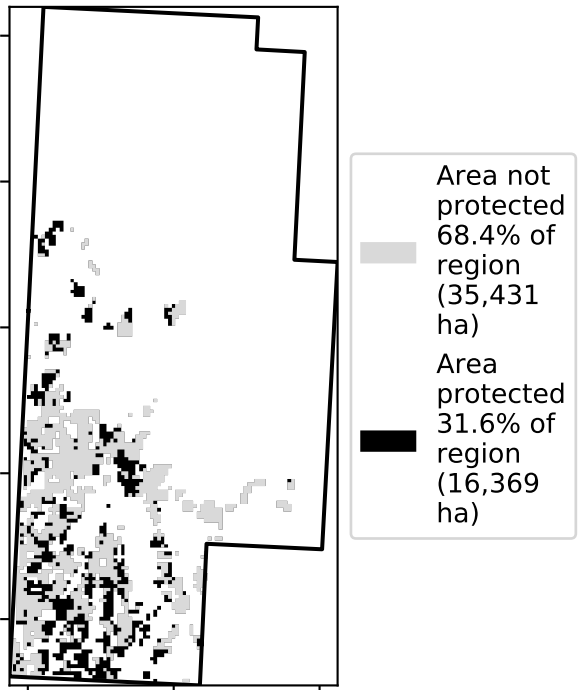 Area not
protected
68.4% of
region
(35,431
ha)
Area
protected
31.6% of
region
(16,369
ha)